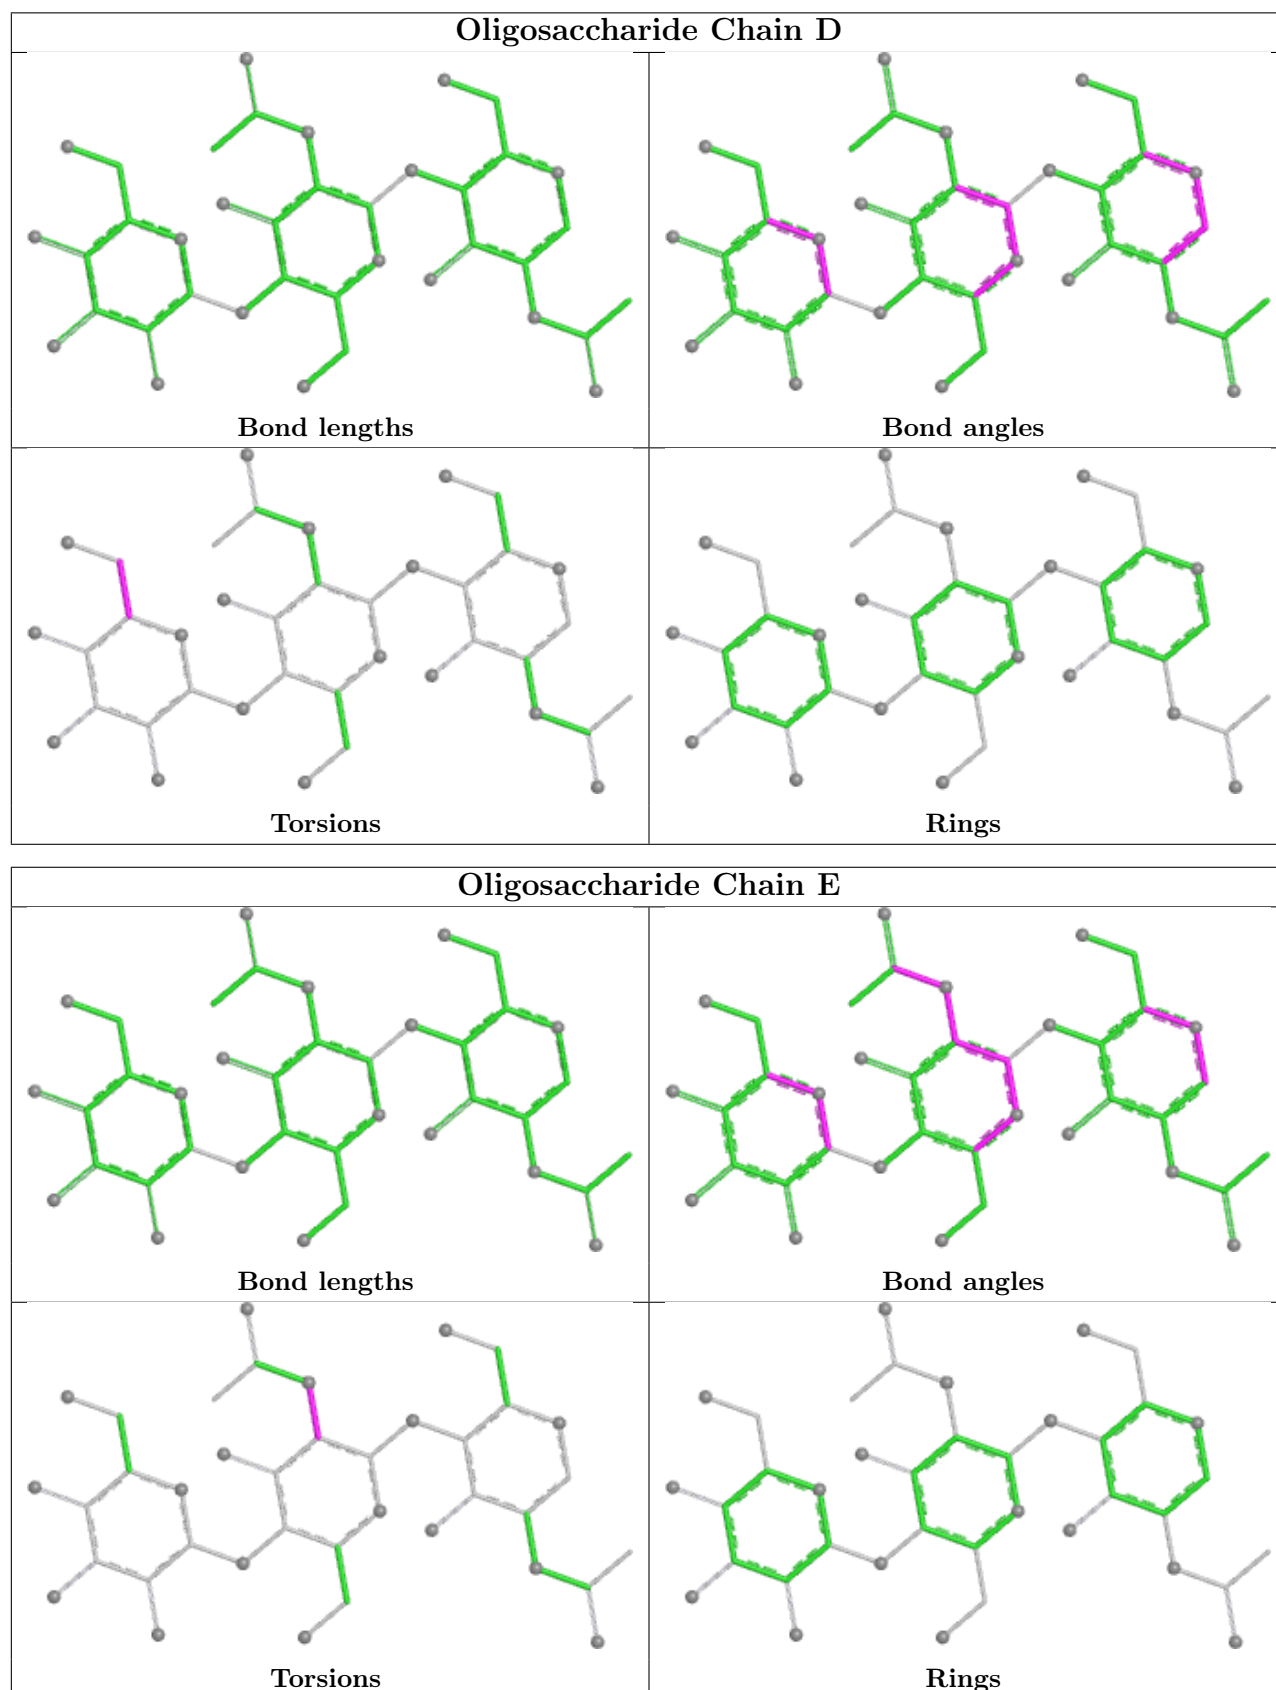 Oligosaccharide Chain D
Bond lengths
Bond angles
Torsions
Rings
Oligosaccharide Chain E
Bond lengths
Bond angles
Torsions
Rings